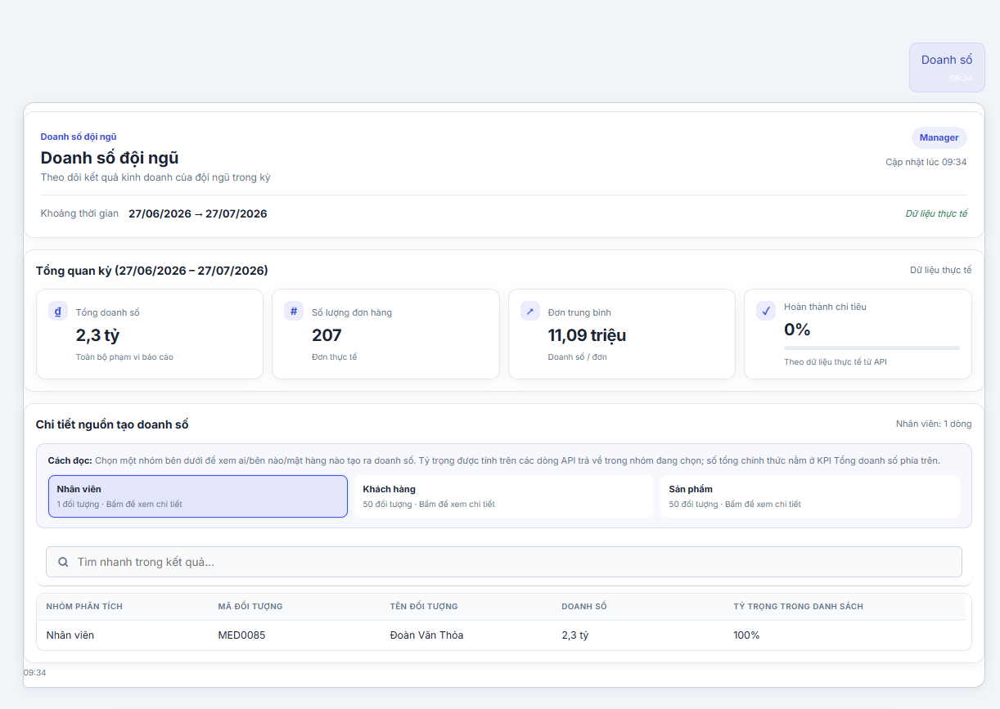 Doanh số
09:34
Doanh số đội ngũ
Manager
Doanh số đội ngũ
Theo dõi kết quả kinh doanh của đội ngũ trong kỳ
Cập nhật lúc 09:34
Khoảng thời gian 27/06/2026 → 27/07/2026
Dữ liệu thực tế
Tổng quan kỳ (27/06/2026 – 27/07/2026)
Dữ liệu thực tế
₫ Tổng doanh số
2,3 tỷ
Toàn bộ phạm vi báo cáo
# Số lượng đơn hàng
207
Đơn thực tế
↗ Đơn trung bình
11,09 triệu
Doanh số / đơn
✓ Hoàn thành chỉ tiêu
0%
Theo dữ liệu thực tế từ API
Chi tiết nguồn tạo doanh số
Nhân viên: 1 dòng
Cách đọc: Chọn một nhóm bên dưới để xem ai/bên nào/mặt hàng nào tạo ra doanh số. Tỷ trọng được tính trên các dòng API trả về trong nhóm đang chọn; số tổng chính thức nằm ở KPI Tổng doanh số phía trên.
Nhân viên
1 đối tượng · Bấm để xem chi tiết
Khách hàng
50 đối tượng · Bấm để xem chi tiết
Sản phẩm
50 đối tượng · Bấm để xem chi tiết
Tìm nhanh trong kết quả...
NHÓM PHÂN TÍCH MÃ ĐỐI TƯỢNG TÊN ĐỐI TƯỢNG DOANH SỐ TỶ TRỌNG TRONG DANH SÁCH
Nhân viên MED0085 Đoàn Văn Thỏa 2,3 tỷ 100%
09:34